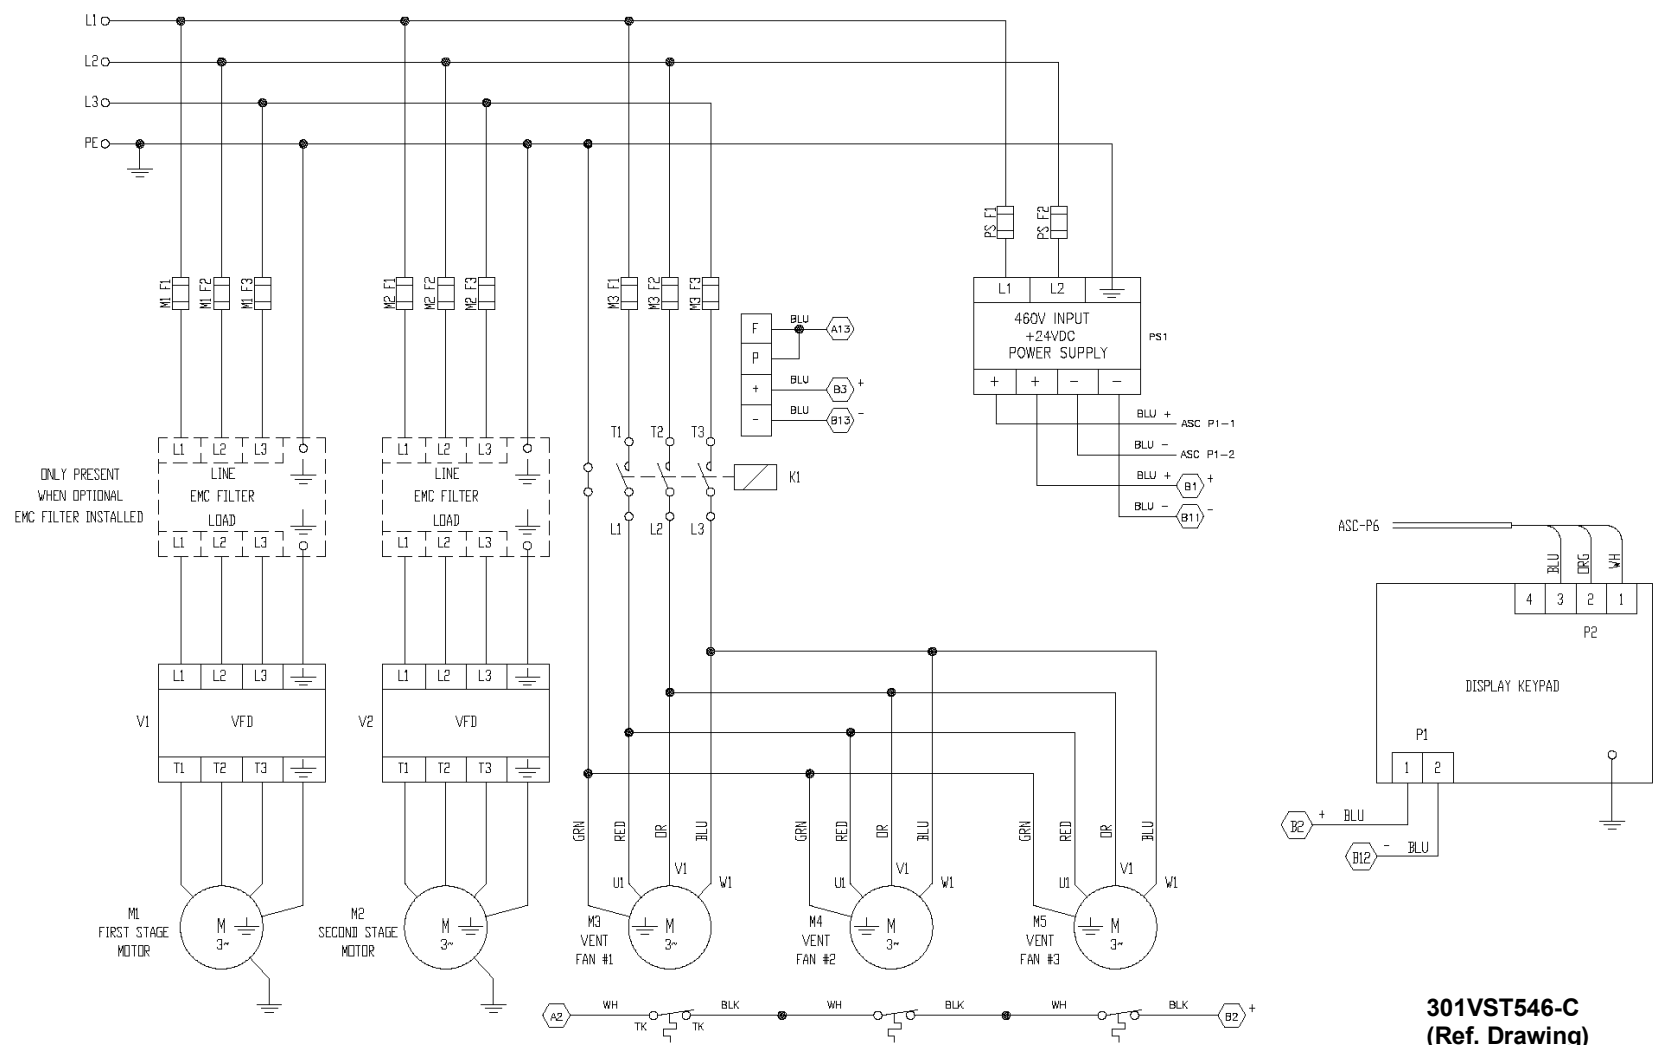 L1
L2
L3
PE
PS F1
PS F2
M1 F1
M1 F2
M1 F3
M2 F1
M2 F2
M2 F3
M3 F1
M3 F2
M3 F3
L1 L2
460V INPUT
+24VDC
POWER SUPPLY
PS1
+ + - -
BLU +
ASC P1-1
BLU -
ASC P1-2
BLU +
B1 +
BLU -
B11 -
F
BLU
A13
P
+
BLU
B3 +
-
BLU
B13 -
ONLY PRESENT
WHEN OPTIONAL
EMC FILTER INSTALLED
L1 L2 L3
LINE
EMC FILTER
LOAD
L1 L2 L3
L1 L2 L3
LINE
EMC FILTER
LOAD
L1 L2 L3
T1 T2 T3
K1
L1 L2 L3
ASC-P6
BLU
ORG
WH
4 3 2 1
P2
DISPLAY KEYPAD
P1
1 2
B2 + BLU
B12 - BLU
L1 L2 L3
V1
VFD
T1 T2 T3
L1 L2 L3
V2
VFD
T1 T2 T3
GRN
RED
OR
BLU
GRN
RED
OR
BLU
GRN
RED
OR
BLU
U1 V1 W1
U1 V1 W1
U1 V1 W1
M1
FIRST STAGE
MOTOR
M
3~
M2
SECOND STAGE
MOTOR
M
3~
M3
VENT
FAN #1
M
3~
M4
VENT
FAN #2
M
3~
M5
VENT
FAN #3
M
3~
A2 WH BLK WH BLK WH BLK B2 +
TK TK
301VST546-C
(Ref. Drawing)